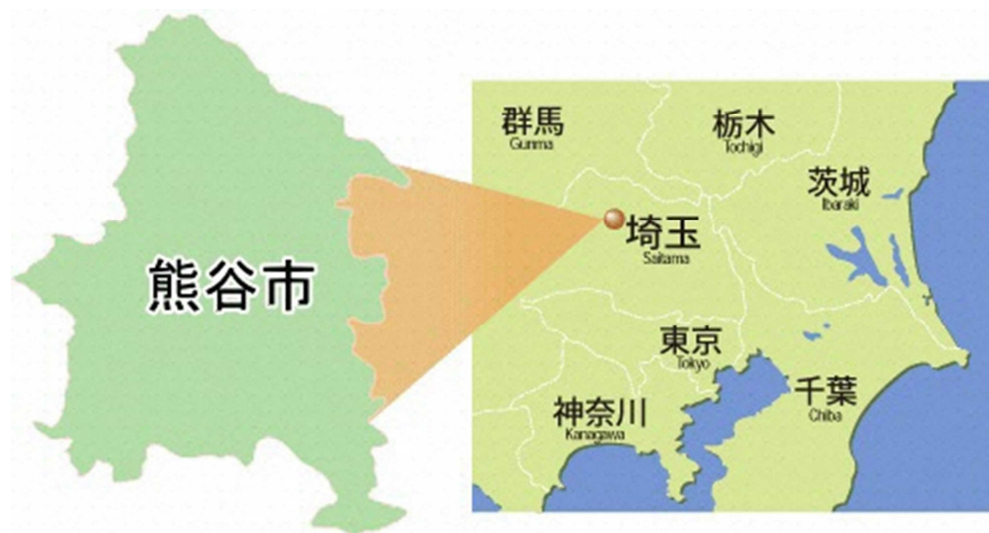 熊谷市
群馬
Gunma
栃木
Tochigi
茨城
Ibaraki
埼玉
Saitama
東京
Tokyo
千葉
Chiba
神奈川
Kanagawa